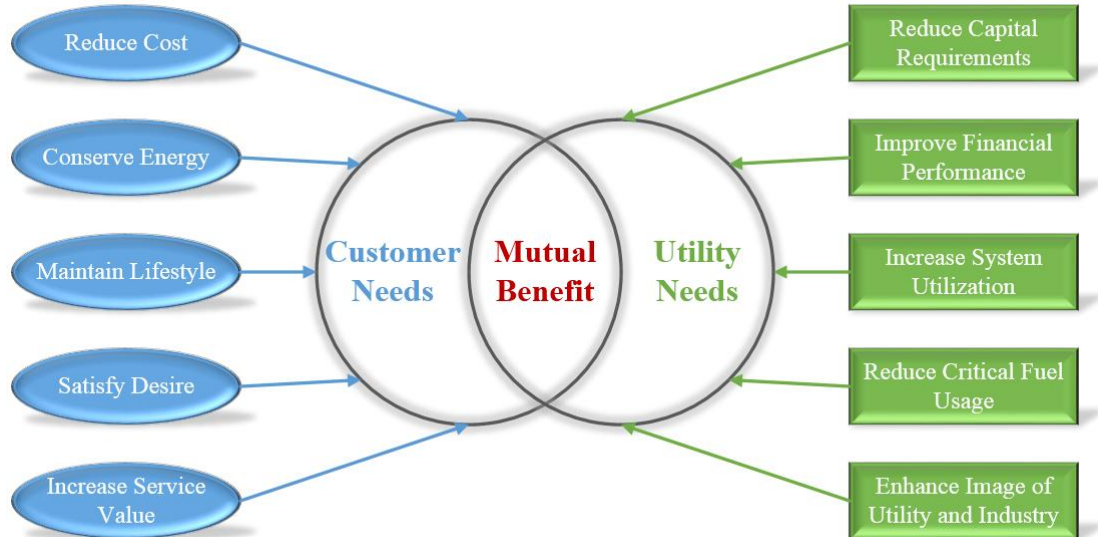 Reduce Cost
Conserve Energy
Maintain Lifestyle
Satisfy Desire
Increase Service
Value
Customer
Needs
Mutual
Benefit
Utility
Needs
Reduce Capital
Requirements
Improve Financial
Performance
Increase System
Utilization
Reduce Critical Fuel
Usage
Enhance Image of
Utility and Industry